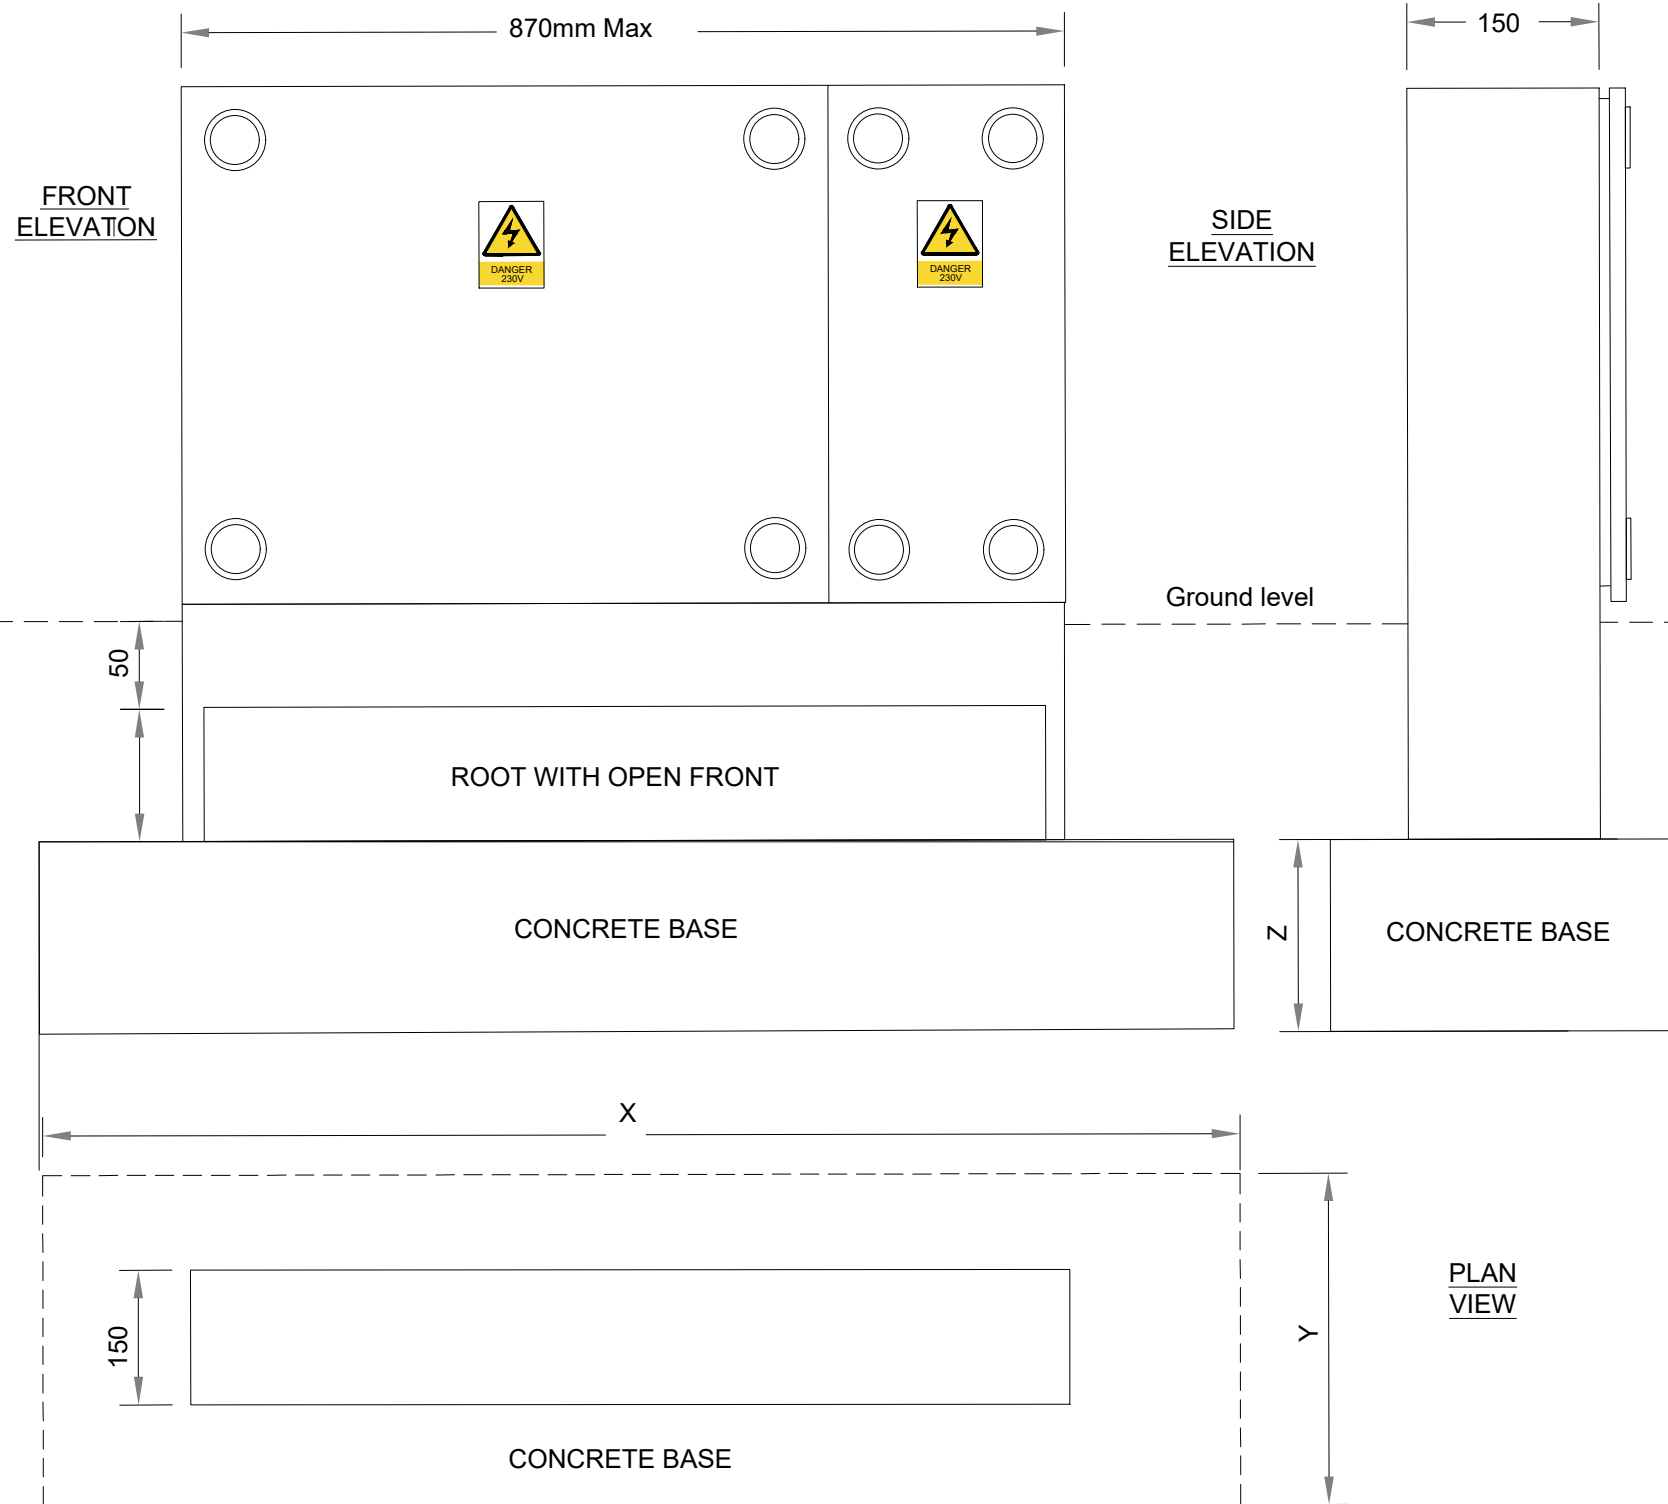 870mm Max
150
FRONT
ELEVATION
SIDE
ELEVATION
DANGER
230V
DANGER
230V
Ground level
50
ROOT WITH OPEN FRONT
CONCRETE BASE
Z
CONCRETE BASE
X
PLAN
VIEW
150
Y
CONCRETE BASE